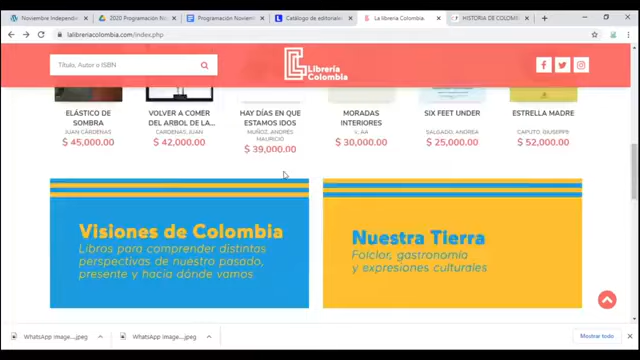 Noviembre Independi
2020 Programación No
Programación Noviem
Catálogo de editoriale
La librería Colombia.
HISTORIA DE COLOM
lalibreriacolombia.com/index.php
Título, Autor o ISBN
Librería
Colombia
ELÁSTICO DE
SOMBRA
JUAN CÁRDENAS
$ 45,000.00
VOLVER A COMER
DEL ARBOL DE LA...
CARDENAS, JUAN
$ 42,000.00
HAY DÍAS EN QUE
ESTAMOS IDOS
MUÑOZ, ANDRÉS
MAURICIO
$ 39,000.00
MORADAS
INTERIORES
V, AA
$ 30,000.00
SIX FEET UNDER
SALGADO, ANDREA
$ 25,000.00
ESTRELLA MADRE
CAPUTO, GIUSEPPE
$ 52,000.00
Visiones de Colombia
Libros para comprender distintas
perspectivas de nuestro pasado,
presente y hacia dónde vamos
Nuestra Tierra
Folclor, gastronomía
y expresiones culturales
WhatsApp Image....jpeg
WhatsApp Image....jpeg
Mostrar todo